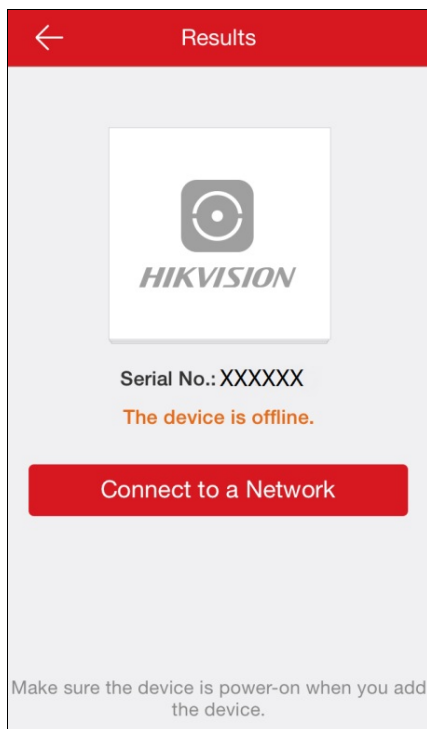 Results
HIKVISION
Serial No.: XXXXXX
The device is offline.
Connect to a Network
Make sure the device is power-on when you add
the device.